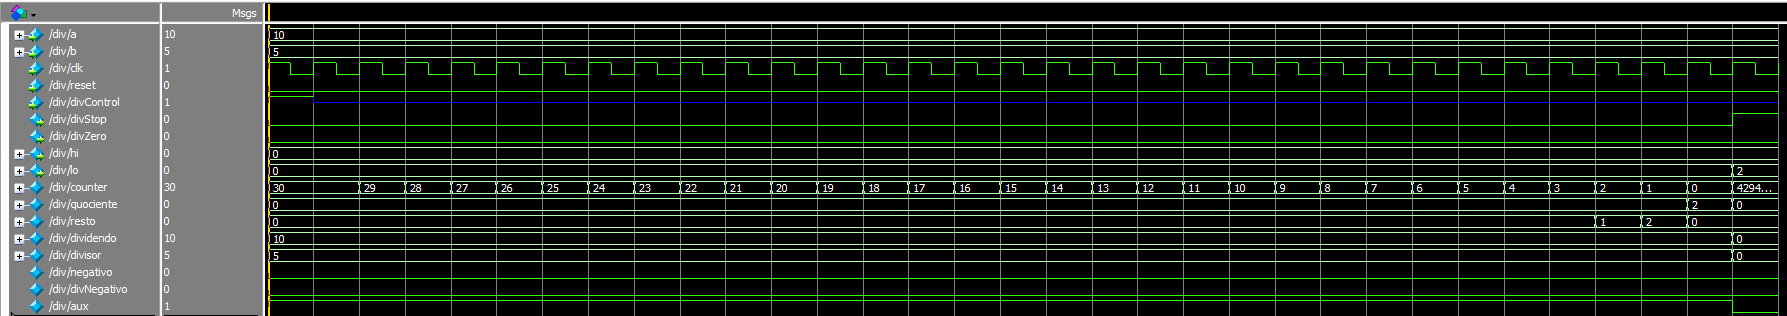 Msgs
/div/a 10 10
/div/b 5 5
/div/clk 1
/div/reset 0
/div/divControl 1
/div/divStop 0
/div/divZero 0
/div/hi 0 0
/div/lo 0 0 2
/div/counter 30 30 29 28 27 26 25 24 23 22 21 20 19 18 17 16 15 14 13 12 11 10 9 8 7 6 5 4 3 2 1 0 4294...
/div/quociente 0 0 2 0
/div/resto 0 0 1 2 0
/div/dividendo 10 10 0
/div/divisor 5 5 0
/div/negativo 0
/div/divNegativo 0
/div/aux 1